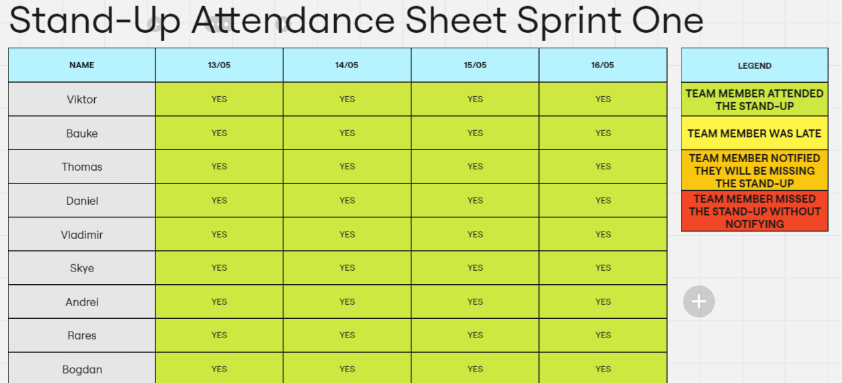 Stand-Up Attendance Sheet Sprint One
NAME 13/05 14/05 15/05 16/05
Viktor YES YES YES YES
Bauke YES YES YES YES
Thomas YES YES YES YES
Daniel YES YES YES YES
Vladimir YES YES YES YES
Skye YES YES YES YES
Andrei YES YES YES YES
Rares YES YES YES YES
Bogdan YES YES YES YES
LEGEND
TEAM MEMBER ATTENDED
THE STAND-UP
TEAM MEMBER WAS LATE
TEAM MEMBER NOTIFIED
THEY WILL BE MISSING
THE STAND-UP
TEAM MEMBER MISSED
THE STAND-UP WITHOUT
NOTIFYING